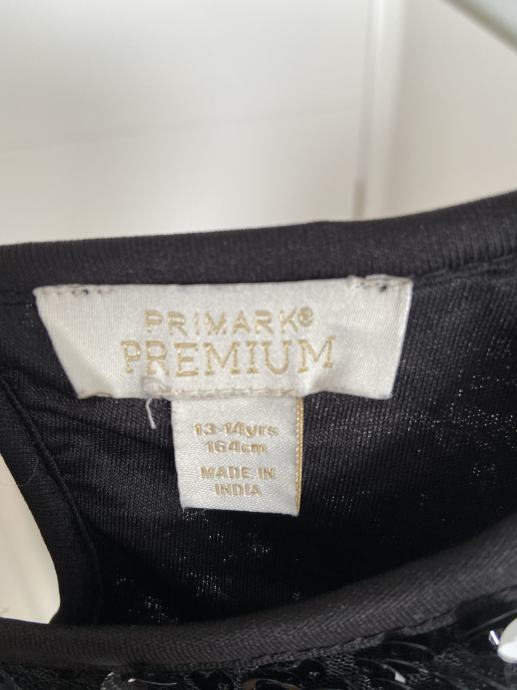 PRIMARK®
PREMIUM
13-14yrs
164cm
MADE IN
INDIA